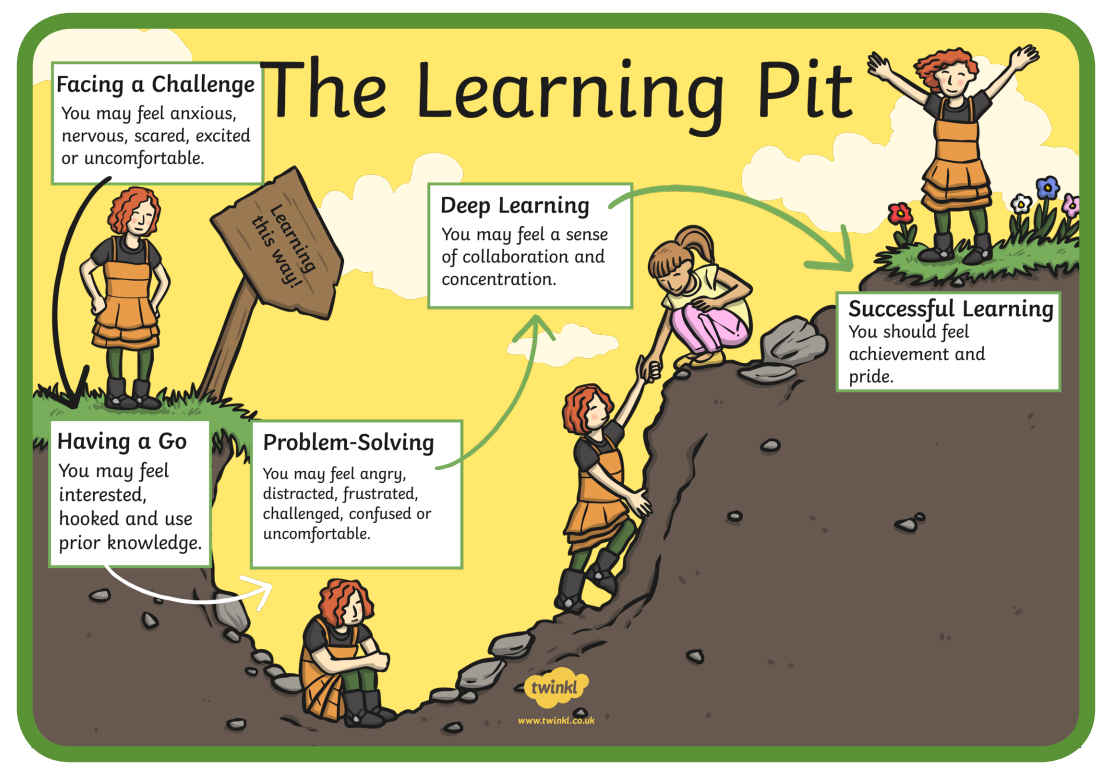 The Learning Pit
Facing a Challenge
You may feel anxious,
nervous, scared, excited
or uncomfortable.
Learning
this way!
Having a Go
You may feel
interested,
hooked and use
prior knowledge.
Problem-Solving
You may feel angry,
distracted, frustrated,
challenged, confused or
uncomfortable.
Deep Learning
You may feel a sense
of collaboration and
concentration.
Successful Learning
You should feel
achievement and
pride.
twinkl
www.twinkl.co.uk